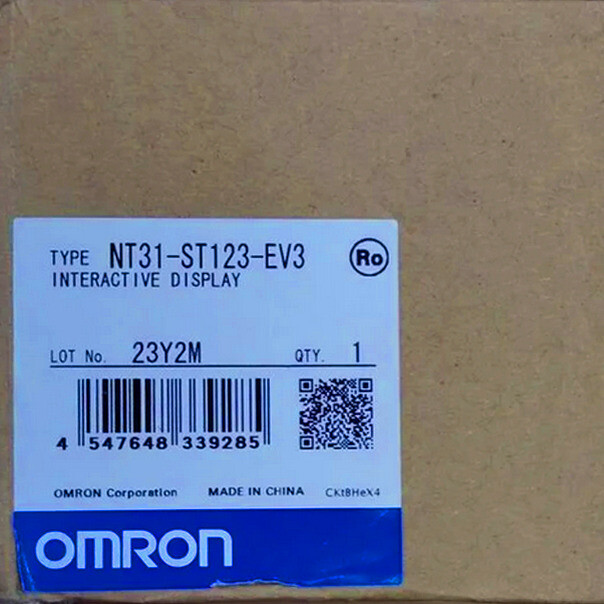 TYPE NT31-ST123-EV3 Ro
INTERACTIVE DISPLAY
LOT No. 23Y2M QTY. 1
4 547648 339285
OMRON Corporation MADE IN CHINA CKtBHeX4
OMRON